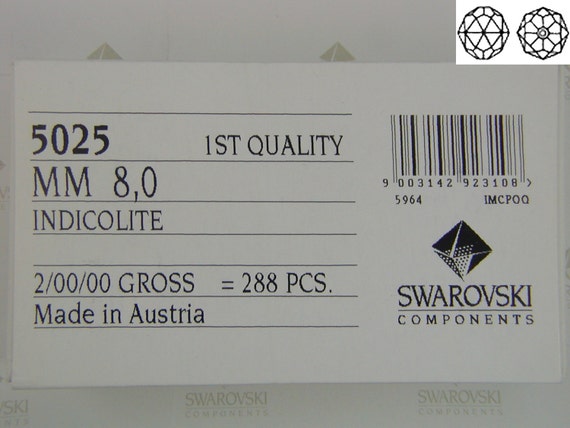 5025 1ST QUALITY
MM 8,0
INDICOLITE
2/00/00 GROSS = 288 PCS.
Made in Austria
9 003142 923108 >
5964 IMCPOQ
SWAROVSKI
COMPONENTS
SWAROVSKI
COMPONENTS
SWAROVSKI
COMPONENTS